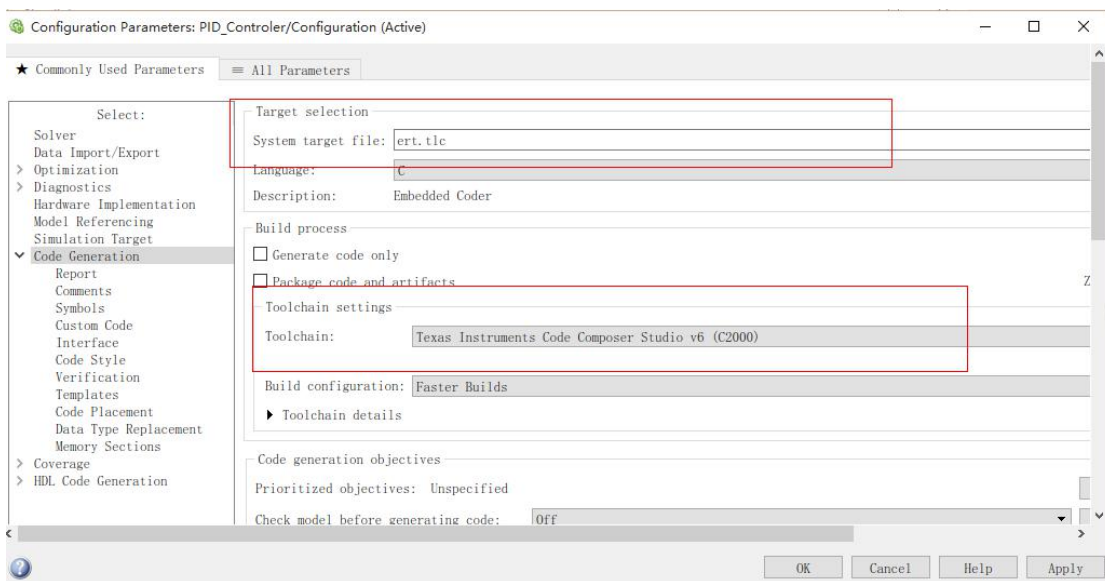 Configuration Parameters: PID_Controler/Configuration (Active)
★ Commonly Used Parameters
≡ All Parameters
Select:
Solver
Data Import/Export
> Optimization
> Diagnostics
Hardware Implementation
Model Referencing
Simulation Target
Code Generation
Report
Comments
Symbols
Custom Code
Interface
Code Style
Verification
Templates
Code Placement
Data Type Replacement
Memory Sections
> Coverage
> HDL Code Generation
Target selection
System target file: ert.tlc
Language: C
Description: Embedded Coder
Build process
Generate code only
Package code and artifacts Z
Toolchain settings
Toolchain: Texas Instruments Code Composer Studio v6 (C2000)
Build configuration: Faster Builds
Toolchain details
Code generation objectives
Prioritized objectives: Unspecified
Check model before generating code: Off
OK Cancel Help Apply